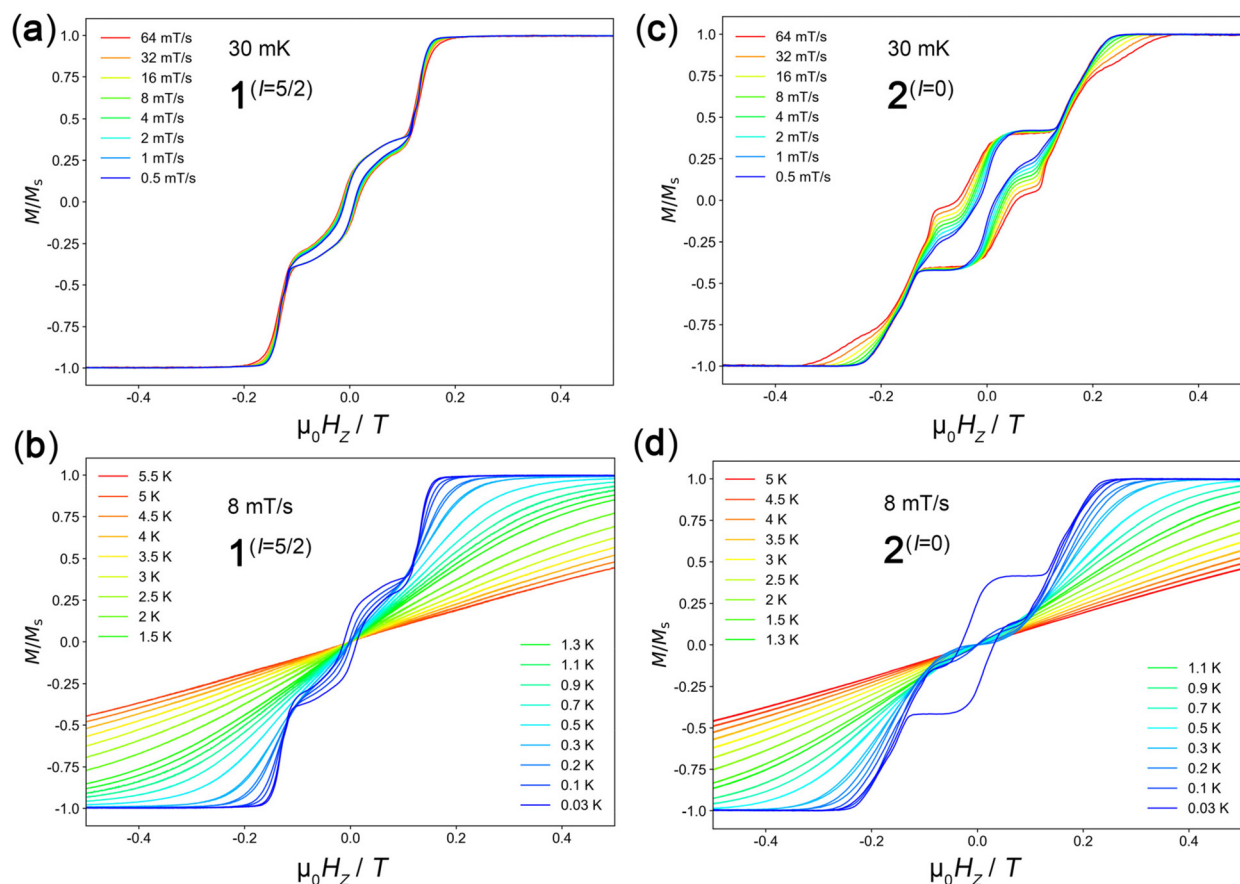 (a)
64 mT/s
32 mT/s
16 mT/s
8 mT/s
4 mT/s
2 mT/s
1 mT/s
0.5 mT/s
30 mK
1(I=5/2)
1.0
0.75
0.50
0.25
0.0
-0.25
-0.50
-0.75
-1.0
M/Ms
-0.4
-0.2
0.0
0.2
0.4
μ0HZ / T
(c)
64 mT/s
32 mT/s
16 mT/s
8 mT/s
4 mT/s
2 mT/s
1 mT/s
0.5 mT/s
30 mK
2(I=0)
1.0
0.75
0.50
0.25
0.0
-0.25
-0.50
-0.75
-1.0
M/Ms
-0.4
-0.2
0.0
0.2
0.4
μ0HZ / T
(b)
5.5 K
5 K
4.5 K
4 K
3.5 K
3 K
2.5 K
2 K
1.5 K
8 mT/s
1(I=5/2)
1.3 K
1.1 K
0.9 K
0.7 K
0.5 K
0.3 K
0.2 K
0.1 K
0.03 K
1.0
0.75
0.50
0.25
0.0
-0.25
-0.50
-0.75
-1.0
M/Ms
-0.4
-0.2
0.0
0.2
0.4
μ0HZ / T
(d)
5 K
4.5 K
4 K
3.5 K
3 K
2.5 K
2 K
1.5 K
1.3 K
8 mT/s
2(I=0)
1.1 K
0.9 K
0.7 K
0.5 K
0.3 K
0.2 K
0.1 K
0.03 K
1.0
0.75
0.50
0.25
0.0
-0.25
-0.50
-0.75
-1.0
M/Ms
-0.4
-0.2
0.0
0.2
0.4
μ0HZ / T